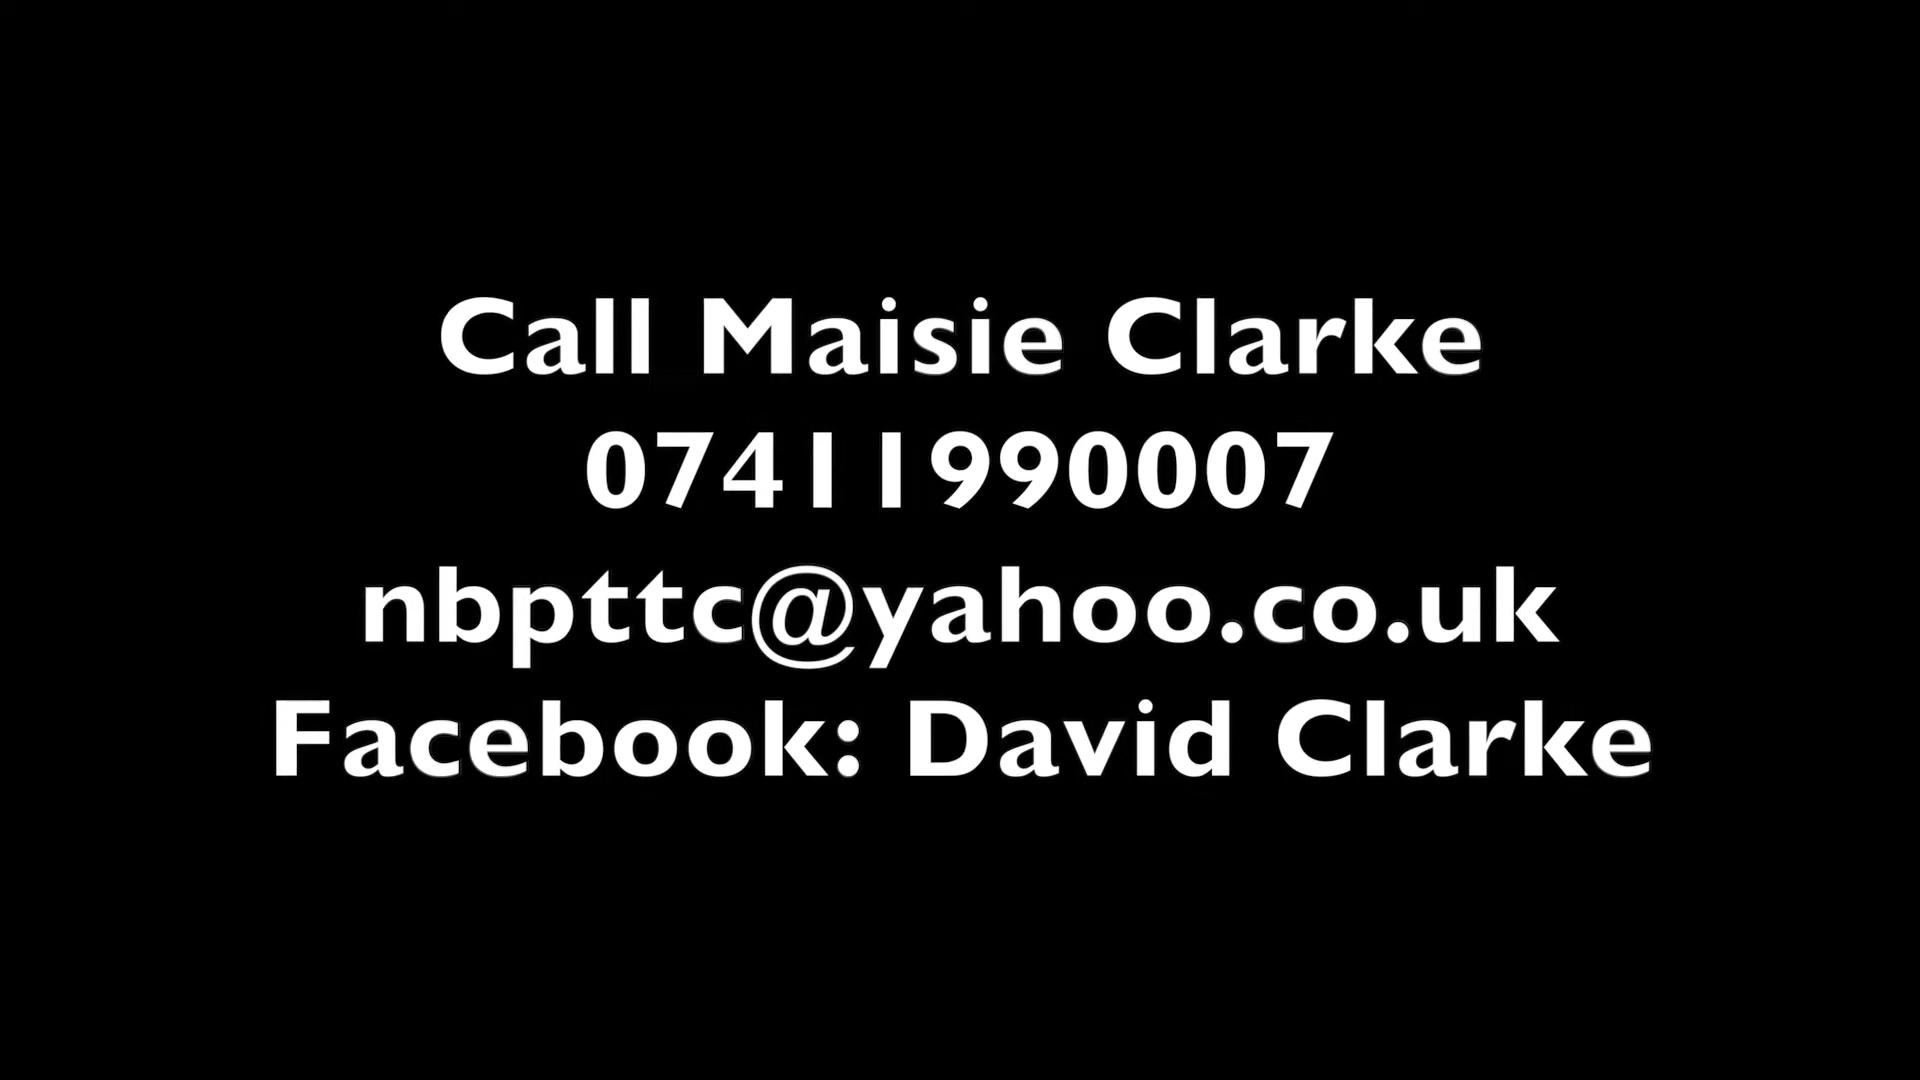 Call Maisie Clarke
07411990007
nbpttc@yahoo.co.uk
Facebook: David Clarke